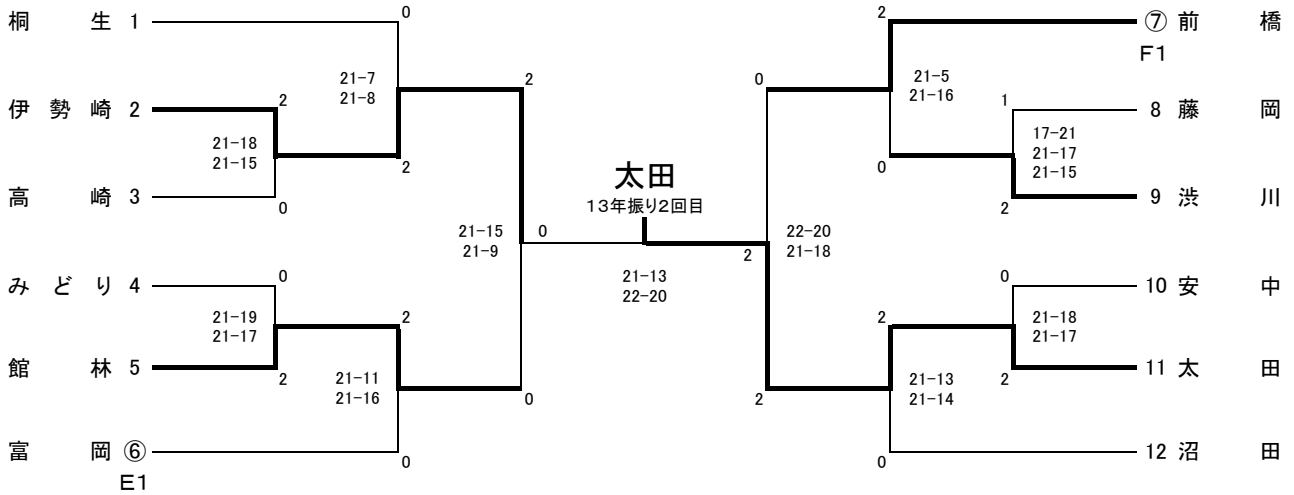 桐生 1
0
伊勢崎 2
2
21-7
21-8
21-18
21-15
2
高崎 3
0
2
21-15
21-9
みどり 4
0
21-19
21-17
2
館林 5
2
21-11
21-16
0
富岡 ⑥
0
E1
太田
13年振り2回目
0
2
21-13
22-20
2
⑦ 前橋
F1
0
21-5
21-16
1
8 藤岡
17-21
21-17
21-15
0
2
9 渋川
22-20
21-18
0
10 安中
2
21-18
21-17
2
11 太田
2
21-13
21-14
0
12 沼田